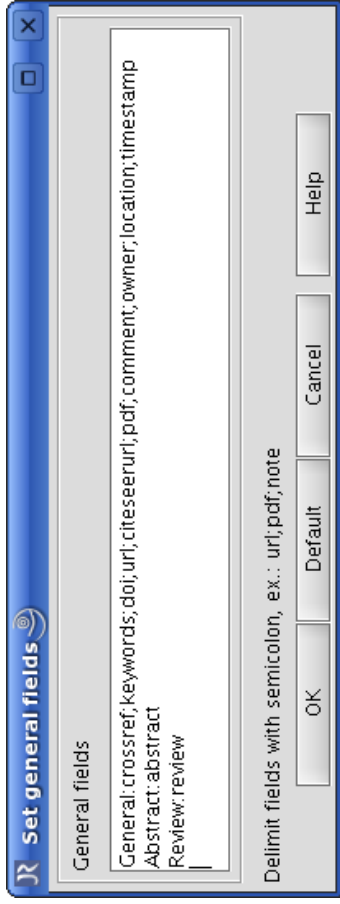 JR Set general fields
General fields
General:crossref;keywords;doi;url;citeseerurl;pdf;comment;owner;location;timestamp
Abstract:abstract
Review:review
Delimit fields with semicolon, ex.: url;pdf;note
OK Default Cancel Help